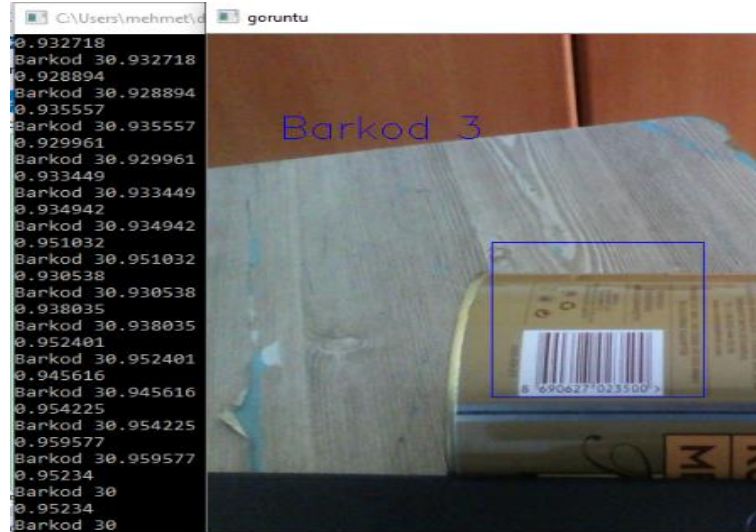 C:\Users\mehmet\d
goruntu
0.932718
Barkod 30.932718
0.928894
Barkod 30.928894
0.935557
Barkod 30.935557
0.929961
Barkod 30.929961
0.933449
Barkod 30.933449
0.934942
Barkod 30.934942
0.951032
Barkod 30.951032
0.930538
Barkod 30.930538
0.938035
Barkod 30.938035
0.952401
Barkod 30.952401
0.945616
Barkod 30.945616
0.954225
Barkod 30.954225
0.959577
Barkod 30.959577
0.95234
Barkod 30
0.95234
Barkod 30
Barkod 3
8 690627 023500 >